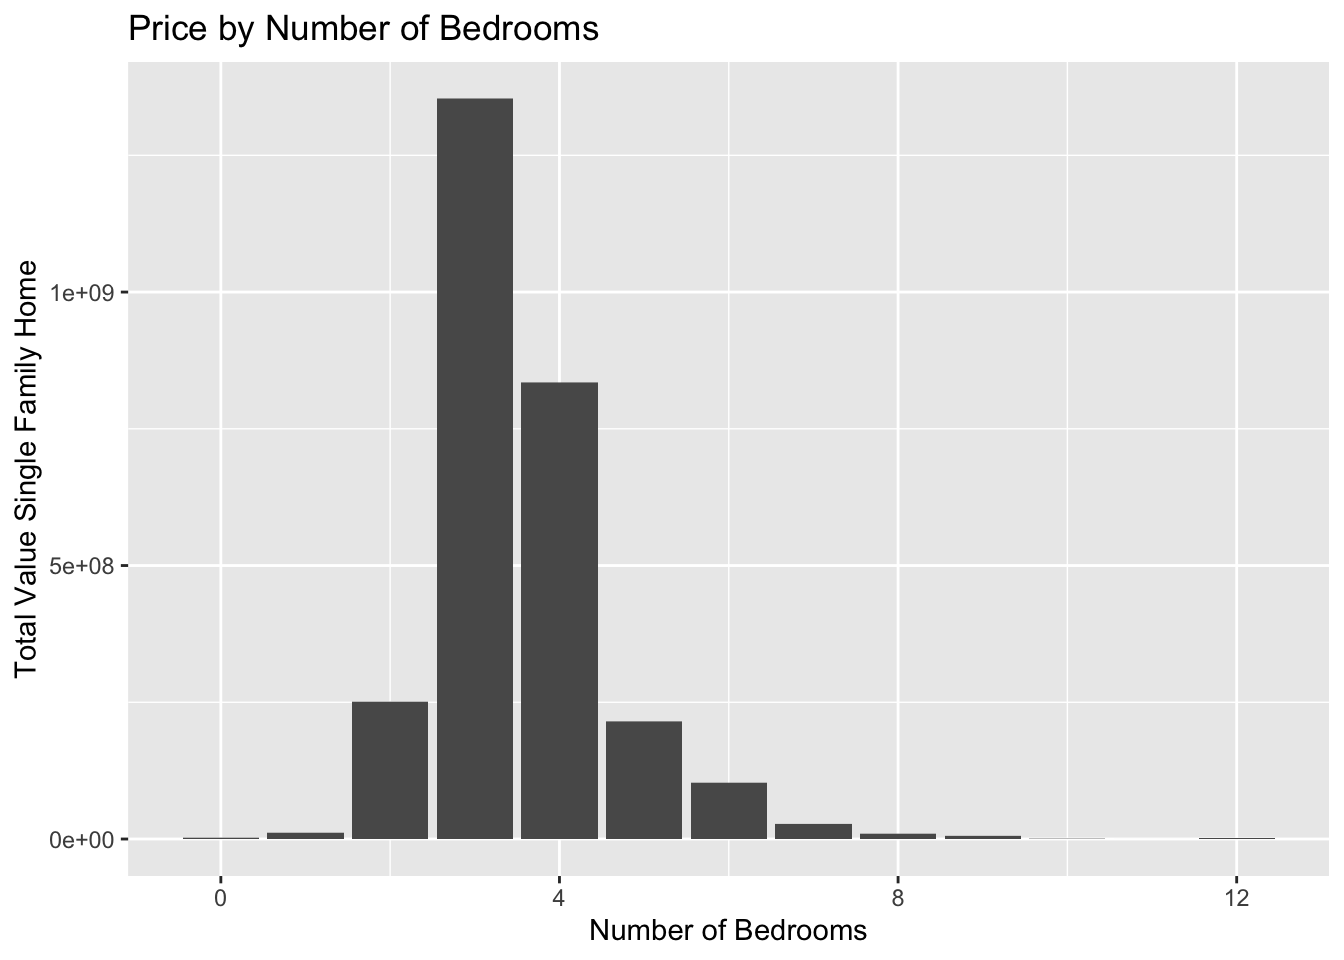 Price by Number of Bedrooms
Total Value Single Family Home
1e+09
5e+08
0e+00
0 4 8 12
Number of Bedrooms